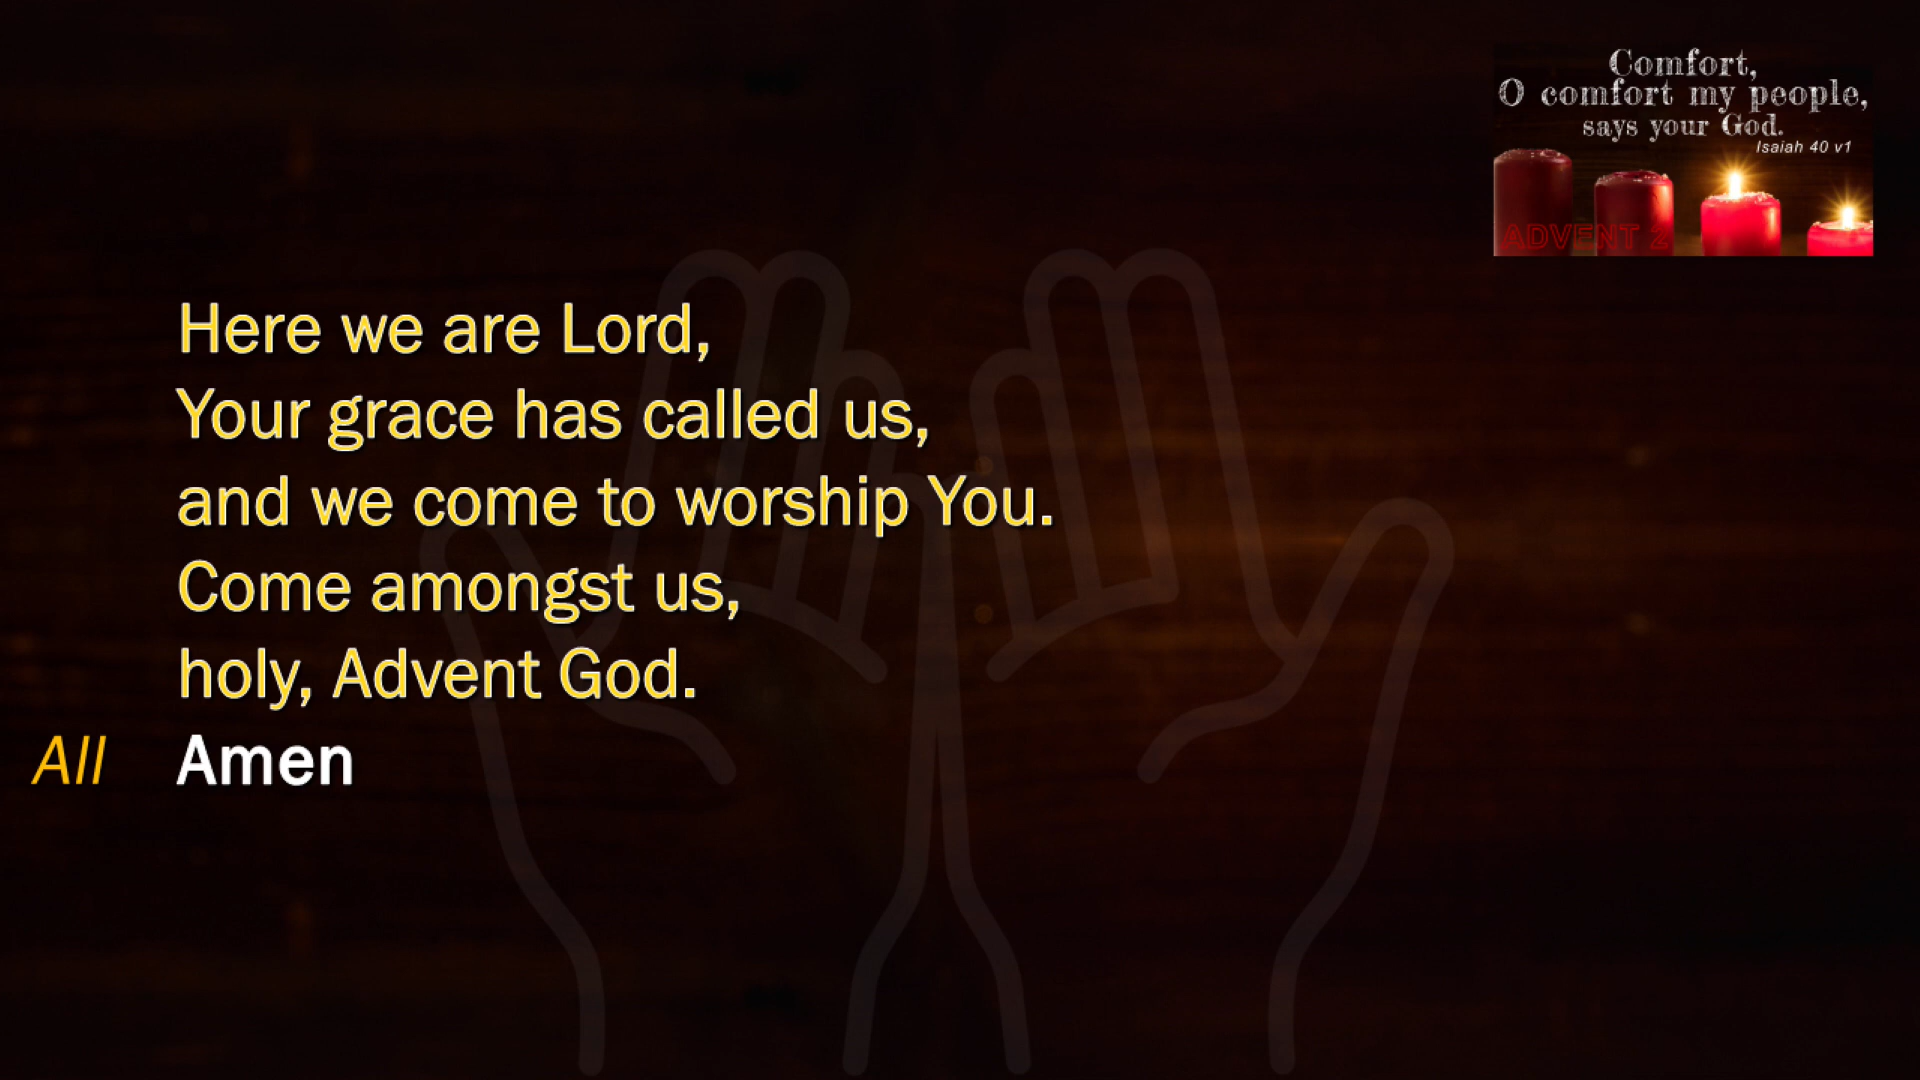 Comfort,
O comfort my people,
says your God.
Isaiah 40 v1
ADVENT 2
Here we are Lord,
Your grace has called us,
and we come to worship You.
Come amongst us,
holy, Advent God.
All Amen